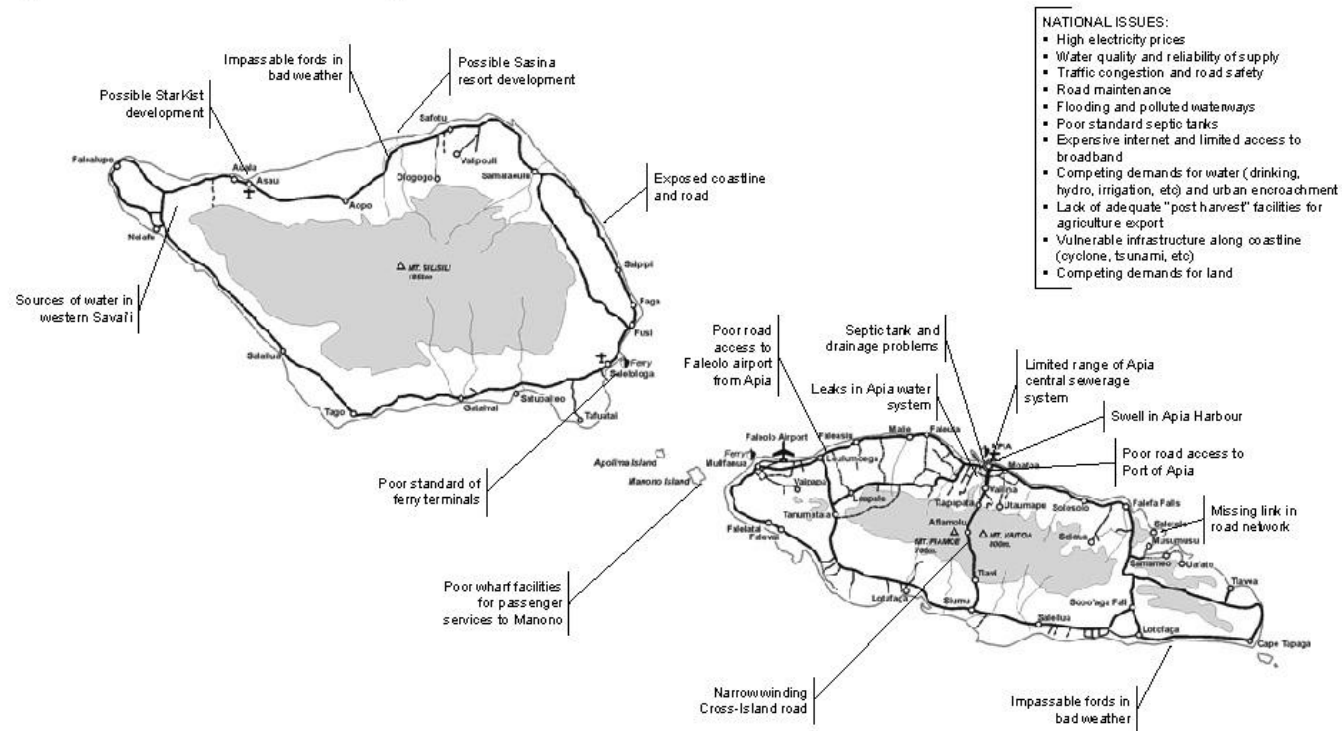 NATIONAL ISSUES:
▪ High electricity prices
▪ Water quality and reliability of supply
▪ Traffic congestion and road safety
▪ Road maintenance
▪ Flooding and polluted waterways
▪ Poor standard septic tanks
▪ Expensive internet and limited access to
broadband
▪ Competing demands for water (drinking,
hydro, irrigation, etc) and urban encroachment
▪ Lack of adequate "post harvest" facilities for
agriculture export
▪ Vulnerable infrastructure along coastline
(cyclone, tsunami, etc)
▪ Competing demands for land
Impassable fords in
bad weather
Possible Sasina
resort development
Possible StarKist
development
Safotu
Asau
Aopo
Exposed coastline
and road
MT. SILISILI
Sources of water in
western Savai'i
Faga
Fusi
Ferry
Tago
Poor standard of
ferry terminals
Poor road
access to
Faleolo airport
from Apia
Septic tank and
drainage problems
Leaks in Apia water
system
Limited range of Apia
central sewerage
system
Swell in Apia Harbour
Poor road access to
Port of Apia
Missing link in
road network
Faleolo Airport
Ferry
Apolima Island
Manono Island
APIA
Falefa Falls
Musumusu
Tiavi
Siumu
Cape Tapaga
Poor wharf facilities
for passenger
services to Manono
Narrow winding
Cross-Island road
Impassable fords in
bad weather